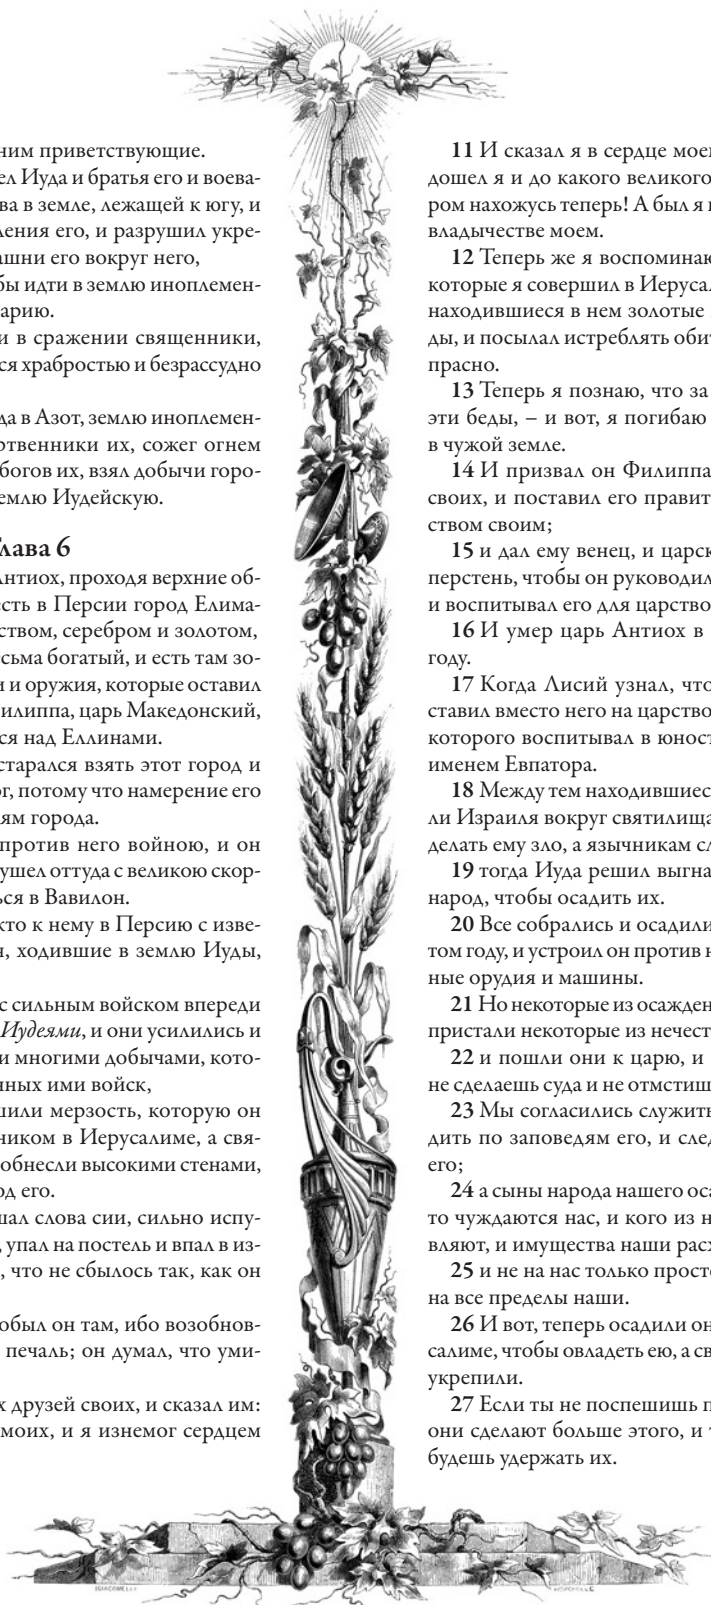 ним приветствующие.
ел Иуда и братья его и воева-
ва в земле, лежащей к югу, и
ления его, и разрушил укре-
ашни его вокруг него,
бы идти в землю иноплемен-
арию.
и в сражении священники,
ся храбростью и безрассудно
да в Азот, землю иноплемен-
ртвенники их, сожег огнем
богов их, взял добычи горо-
емлю Иудейскую.
лава 6
Антиох, проходя верхние об-
есть в Персии город Елима-
ством, серебром и золотом,
сьма богатый, и есть там зо-
и и оружия, которые оставил
илиппа, царь Македонский,
ся над Еллинами.
старался взять этот город и
ог, потому что намерение его
ям города.
против него войною, и он
ушел оттуда с великою скор-
ься в Вавилон.
кто к нему в Персию с изве-
и, ходившие в землю Иуды,
с сильным войском впереди
Иудеями, и они усилились и
и многими добычами, кото-
нных ими войск,
шили мерзость, которую он
ником в Иерусалиме, а свя-
обнесли высокими стенами,
од его.
шал слова сии, сильно испу-
, упал на постель и впал в из-
, что не сбылось так, как он
обыл он там, ибо возобнов-
печаль; он думал, что уми-
х друзей своих, и сказал им:
моих, и я изнемог сердцем
11 И сказал я в сердце моем
дошел я и до какого великого
ром нахожусь теперь! А был я
владычестве моем.
12 Теперь же я воспоминаю
которые я совершил в Иерусал
находившиеся в нем золотые
ды, и посылал истреблять обит
прасно.
13 Теперь я познаю, что за
эти беды, – и вот, я погибаю
в чужой земле.
14 И призвал он Филиппа
своих, и поставил его правит
ством своим;
15 и дал ему венец, и царск
перстень, чтобы он руководил
и воспитывал его для царство
16 И умер царь Антиох в
году.
17 Когда Лисий узнал, что
ставил вместо него на царство
которого воспитывал в юност
именем Евпатора.
18 Между тем находившиес
ли Израиля вокруг святилища
делать ему зло, а язычникам сл
19 тогда Иуда решил выгна
народ, чтобы осадить их.
20 Все собрались и осадили
том году, и устроил он против н
ные орудия и машины.
21 Но некоторые из осажден
пристали некоторые из нечест
22 и пошли они к царю, и
не сделаешь суда и не отмстиш
23 Мы согласились служить
дить по заповедям его, и след
его;
24 а сыны народа нашего оса
то чуждаются нас, и кого из н
вляют, и имущества наши расх
25 и не на нас только просте
на все пределы наши.
26 И вот, теперь осадили он
салиме, чтобы овладеть ею, а св
укрепили.
27 Если ты не поспешишь п
они сделают больше этого, и т
будешь удержать их.